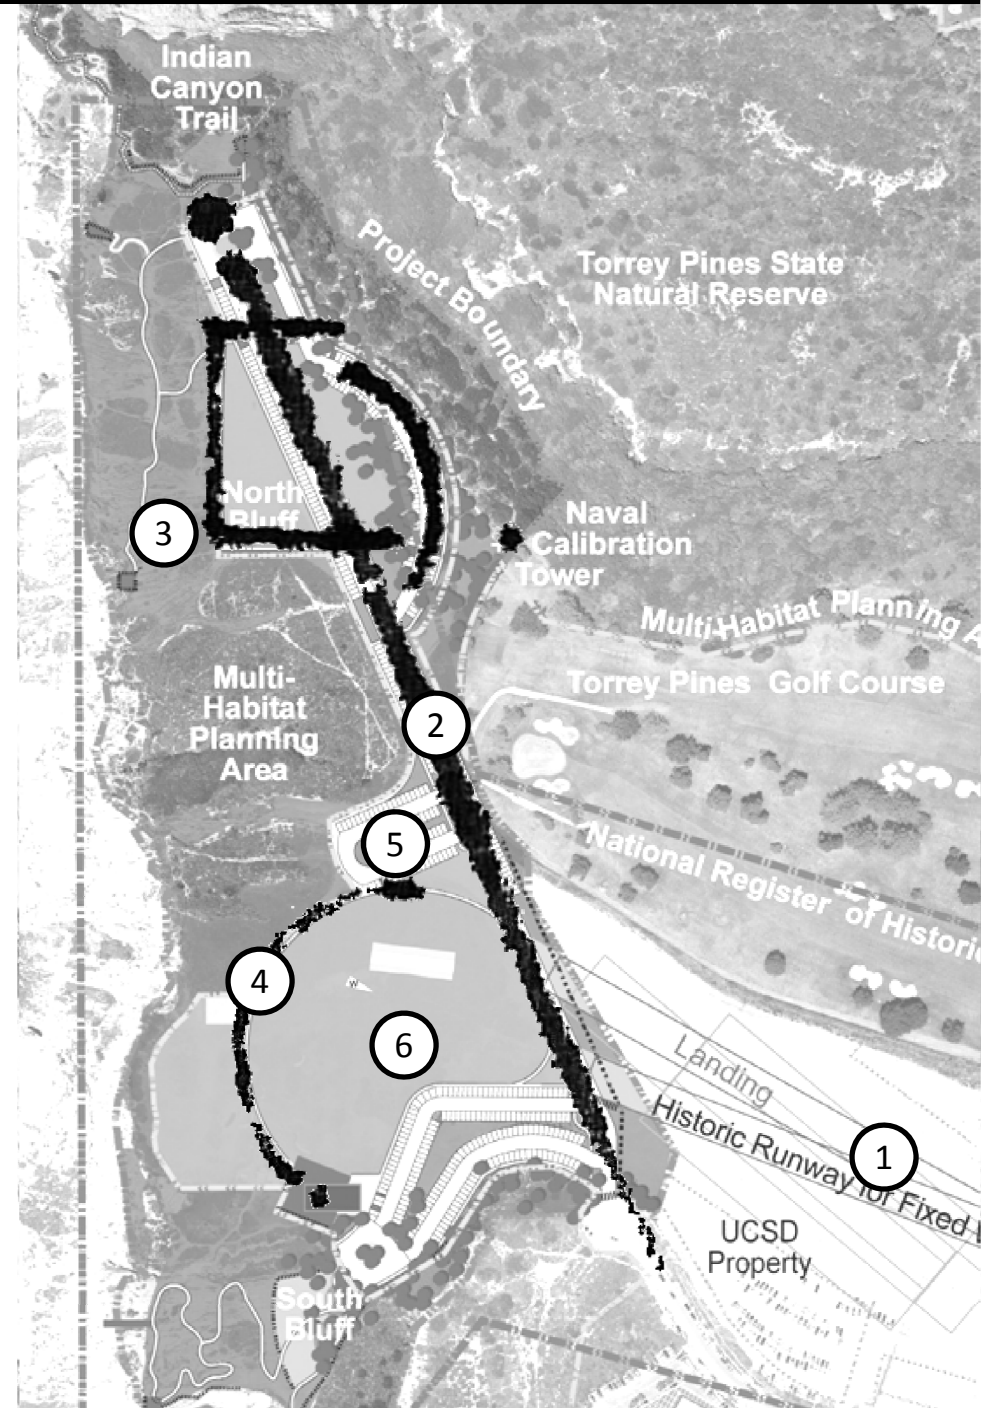 Indian
Canyon
Trail
Project Boundary
Torrey Pines State
Natural Reserve
North
Bluff
3
Naval
Calibration
Tower
Multi-Habitat Planning A
Multi-
Habitat
Planning
Area
Torrey Pines Golf Course
2
5
National Register of Historic
4
W
6
Landing
Historic Runway for Fixed
1
UCSD
Property
South
Bluff